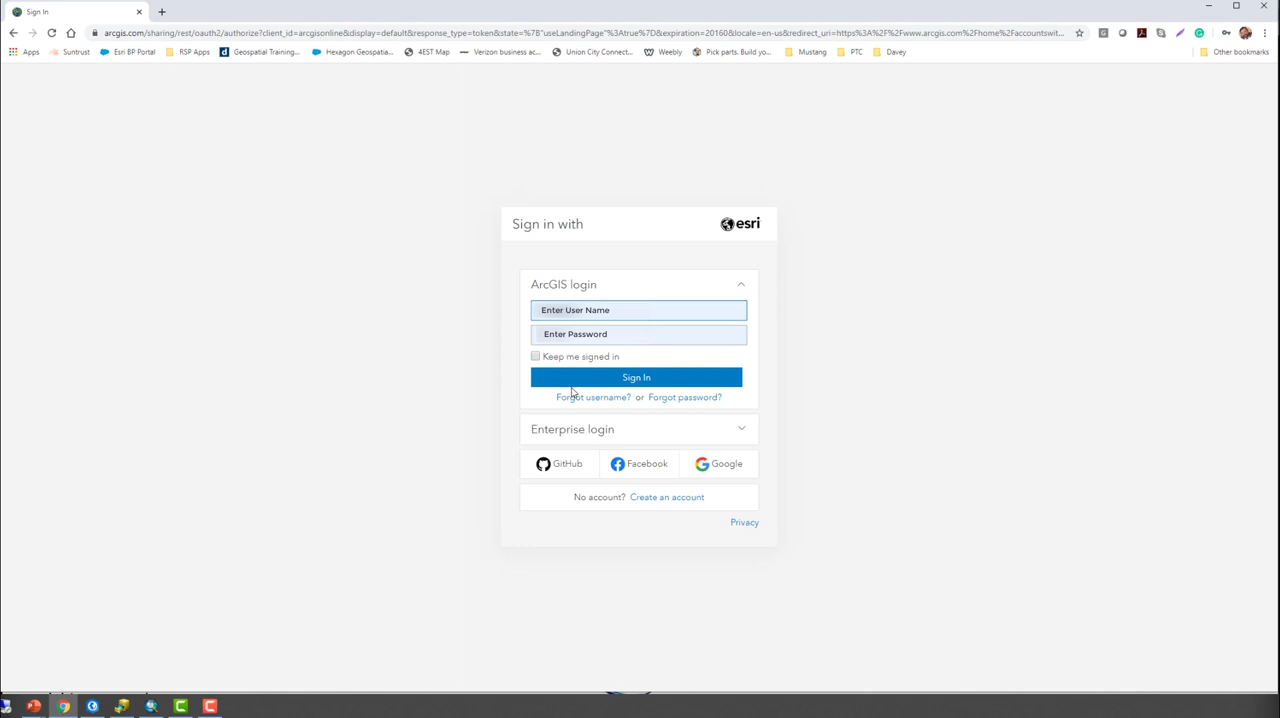 Sign In
arcgis.com/sharing/rest/oauth2/authorize?client_id=arcgisonline&display=default&response_type=token&state=%7B"useLandingPage"%3Atrue%7D&expiration=20160&locale=en-us&redirect_uri=https%3A%2F%2Fwww.arcgis.com%2Fhome%2Faccountswit...
Apps Suntrust Esri BP Portal RSP Apps Geospatial Training... Hexagon Geospatia... 4EST Map Verizon business ac... Union City Connect... Weebly Pick parts. Build yo... Mustang PTC Davey Other bookmarks
Sign in with esri
ArcGIS login
Enter User Name
Enter Password
Keep me signed in
Sign In
Forgot username? or Forgot password?
Enterprise login
GitHub Facebook Google
No account? Create an account
Privacy